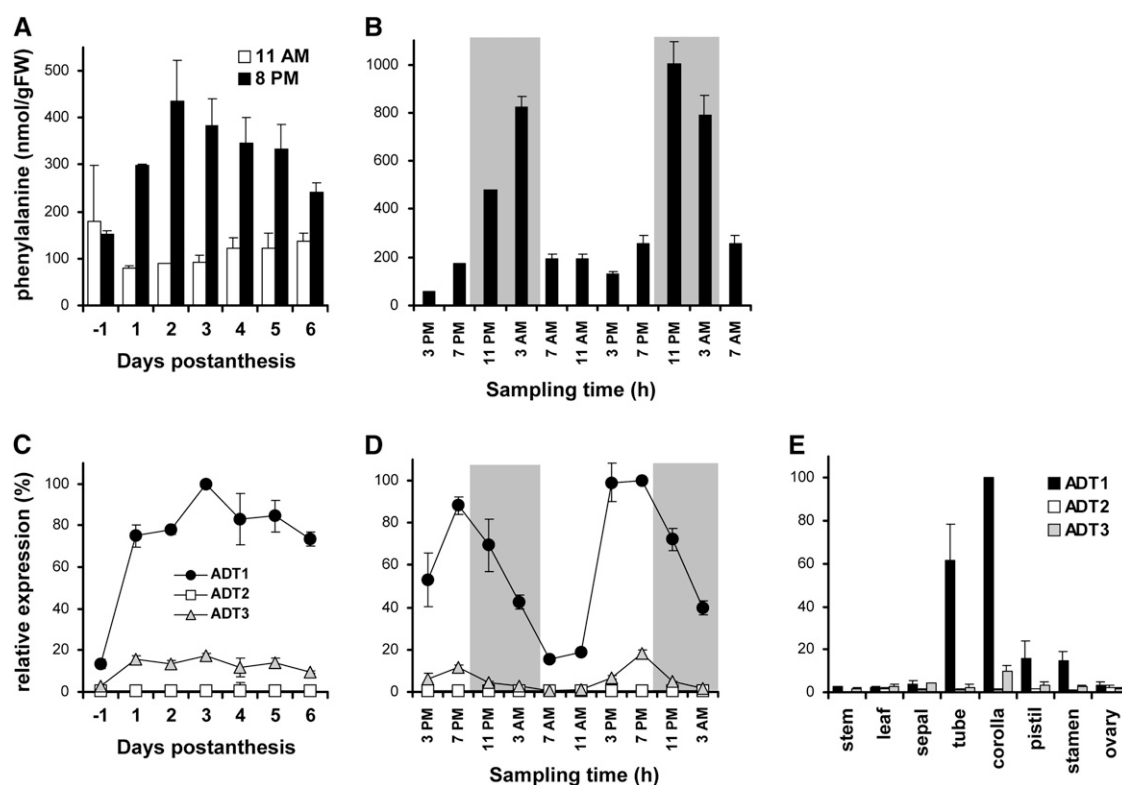 A
11 AM
8 PM
phenylalanine (nmol/gFW)
500
400
300
200
100
0
-1 1 2 3 4 5 6
Days postanthesis
B
1000
800
600
400
200
0
3 PM
7 PM
11 PM
3 AM
7 AM
11 AM
3 PM
7 PM
11 PM
3 AM
7 AM
Sampling time (h)
C
relative expression (%)
100
80
60
40
20
0
ADT1
ADT2
ADT3
-1 1 2 3 4 5 6
Days postanthesis
D
100
80
60
40
20
0
3 PM
7 PM
11 PM
3 AM
7 AM
11 AM
3 PM
7 PM
11 PM
3 AM
Sampling time (h)
E
100
80
60
40
20
0
ADT1
ADT2
ADT3
stem
leaf
sepal
tube
corolla
pistil
stamen
ovary